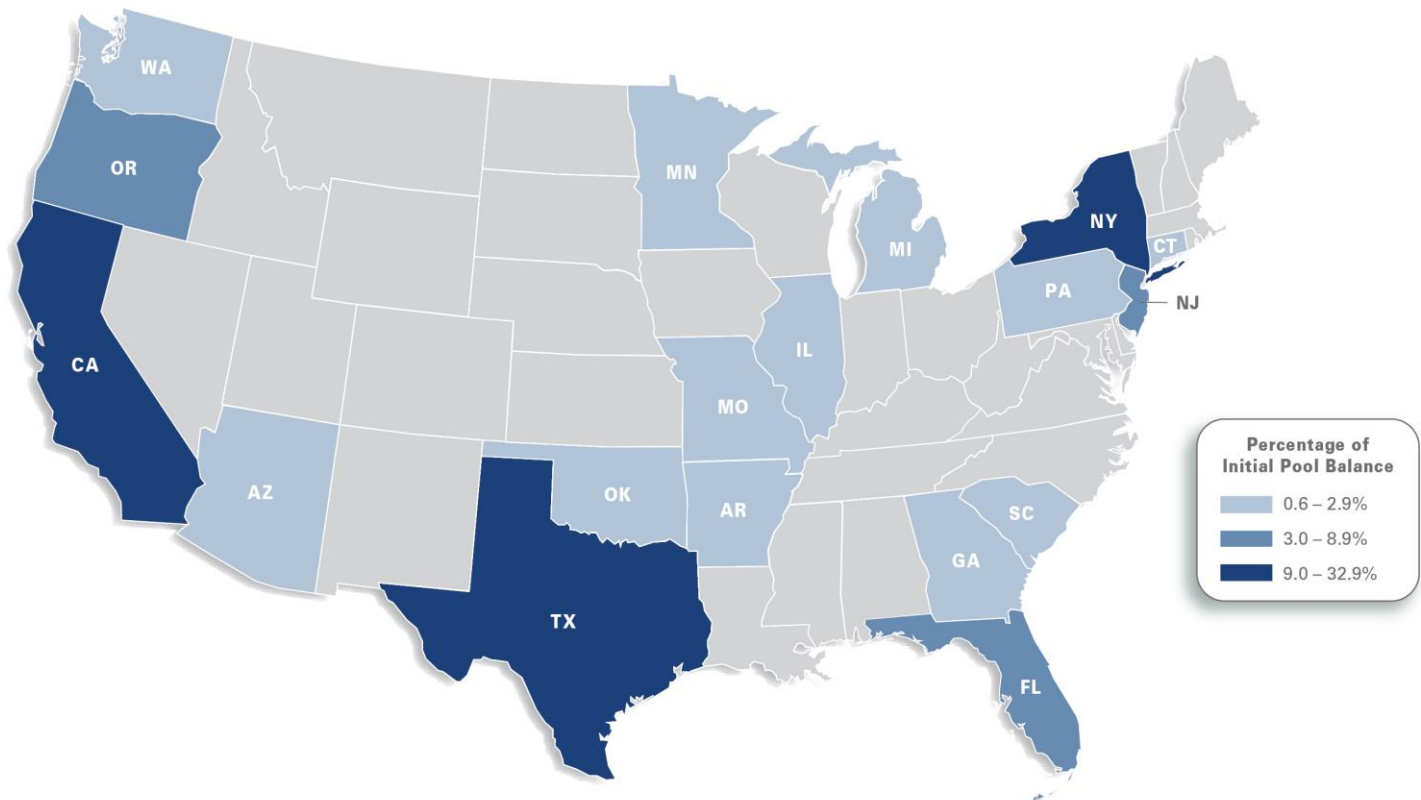 WA
OR
MN
NY
MI
CT
PA
NJ
IL
CA
MO
AZ
OK
AR
SC
GA
TX
FL
Percentage of
Initial Pool Balance
0.6 – 2.9%
3.0 – 8.9%
9.0 – 32.9%